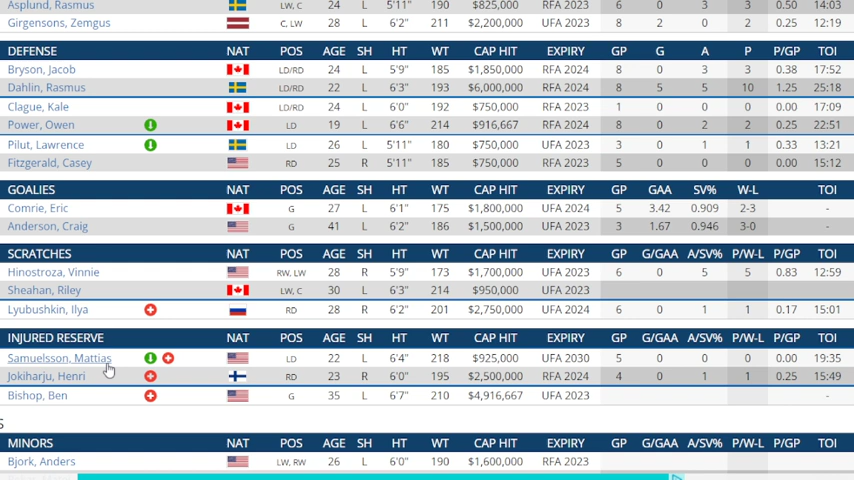 Asplund, Rasmus LW, C 24 L 5'11" 190 $825,000 RFA 2023 6 0 3 3 0.50 14:03
Girgensons, Zemgus C, LW 28 L 6'2" 211 $2,200,000 UFA 2023 8 2 0 2 0.25 12:19
DEFENSE NAT POS AGE SH HT WT CAP HIT EXPIRY GP G A P P/GP TOI
Bryson, Jacob LD/RD 24 L 5'9" 185 $1,850,000 RFA 2024 8 0 3 3 0.38 17:52
Dahlin, Rasmus LD/RD 22 L 6'3" 193 $6,000,000 RFA 2024 8 5 5 10 1.25 25:18
Clague, Kale LD/RD 24 L 6'0" 192 $750,000 RFA 2023 1 0 0 0 0.00 17:09
Power, Owen LD 19 L 6'6" 214 $916,667 RFA 2024 8 0 2 2 0.25 22:51
Pilut, Lawrence LD 26 L 5'11" 180 $750,000 RFA 2023 3 0 1 1 0.33 13:21
Fitzgerald, Casey RD 25 R 5'11" 185 $750,000 RFA 2023 5 0 0 0 0.00 15:12
GOALIES NAT POS AGE SH HT WT CAP HIT EXPIRY GP GAA SV% W-L TOI
Comrie, Eric G 27 L 6'1" 175 $1,800,000 UFA 2024 5 3.42 0.909 2-3 -
Anderson, Craig G 41 L 6'2" 186 $1,500,000 UFA 2023 3 1.67 0.946 3-0 -
SCRATCHES NAT POS AGE SH HT WT CAP HIT EXPIRY GP G/GAA A/SV% P/W-L P/GP TOI
Hinostroza, Vinnie RW, LW 28 R 5'9" 173 $1,700,000 UFA 2023 6 0 5 5 0.83 12:59
Sheahan, Riley LW, C 30 L 6'3" 214 $950,000 UFA 2023
Lyubushkin, Ilya RD 28 R 6'2" 201 $2,750,000 UFA 2024 6 0 1 1 0.17 15:01
INJURED RESERVE NAT POS AGE SH HT WT CAP HIT EXPIRY GP G/GAA A/SV% P/W-L P/GP TOI
Samuelsson, Mattias LD 22 L 6'4" 218 $925,000 UFA 2030 5 0 0 0 0.00 19:35
Jokiharju, Henri RD 23 R 6'0" 195 $2,500,000 RFA 2024 4 0 1 1 0.25 15:49
Bishop, Ben G 35 L 6'7" 210 $4,916,667 UFA 2023 -
S
MINORS NAT POS AGE SH HT WT CAP HIT EXPIRY GP G/GAA A/SV% P/W-L P/GP TOI
Bjork, Anders LW, RW 26 L 6'0" 190 $1,600,000 RFA 2023